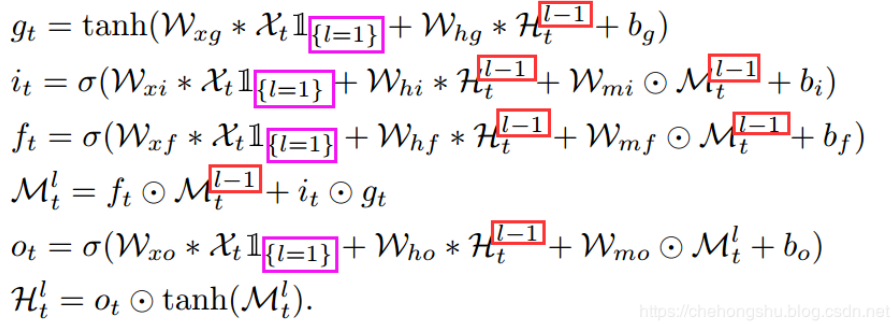 g_t = tanh(𝒲_{xg} * 𝒳_t 𝟙_{\{l=1\}} + 𝒲_{hg} * ℋ_t^{l−1} + b_g)
i_t = σ(𝒲_{xi} * 𝒳_t 𝟙_{\{l=1\}} + 𝒲_{hi} * ℋ_t^{l−1} + 𝒲_{mi} ⊙ ℳ_t^{l−1} + b_i)
f_t = σ(𝒲_{xf} * 𝒳_t 𝟙_{\{l=1\}} + 𝒲_{hf} * ℋ_t^{l−1} + 𝒲_{mf} ⊙ ℳ_t^{l−1} + b_f)
ℳ_t^l = f_t ⊙ ℳ_t^{l−1} + i_t ⊙ g_t
o_t = σ(𝒲_{xo} * 𝒳_t 𝟙_{\{l=1\}} + 𝒲_{ho} * ℋ_t^{l−1} + 𝒲_{mo} ⊙ ℳ_t^l + b_o)
ℋ_t^l = o_t ⊙ tanh(ℳ_t^l).
https://chehongshu.blog.csdn.net